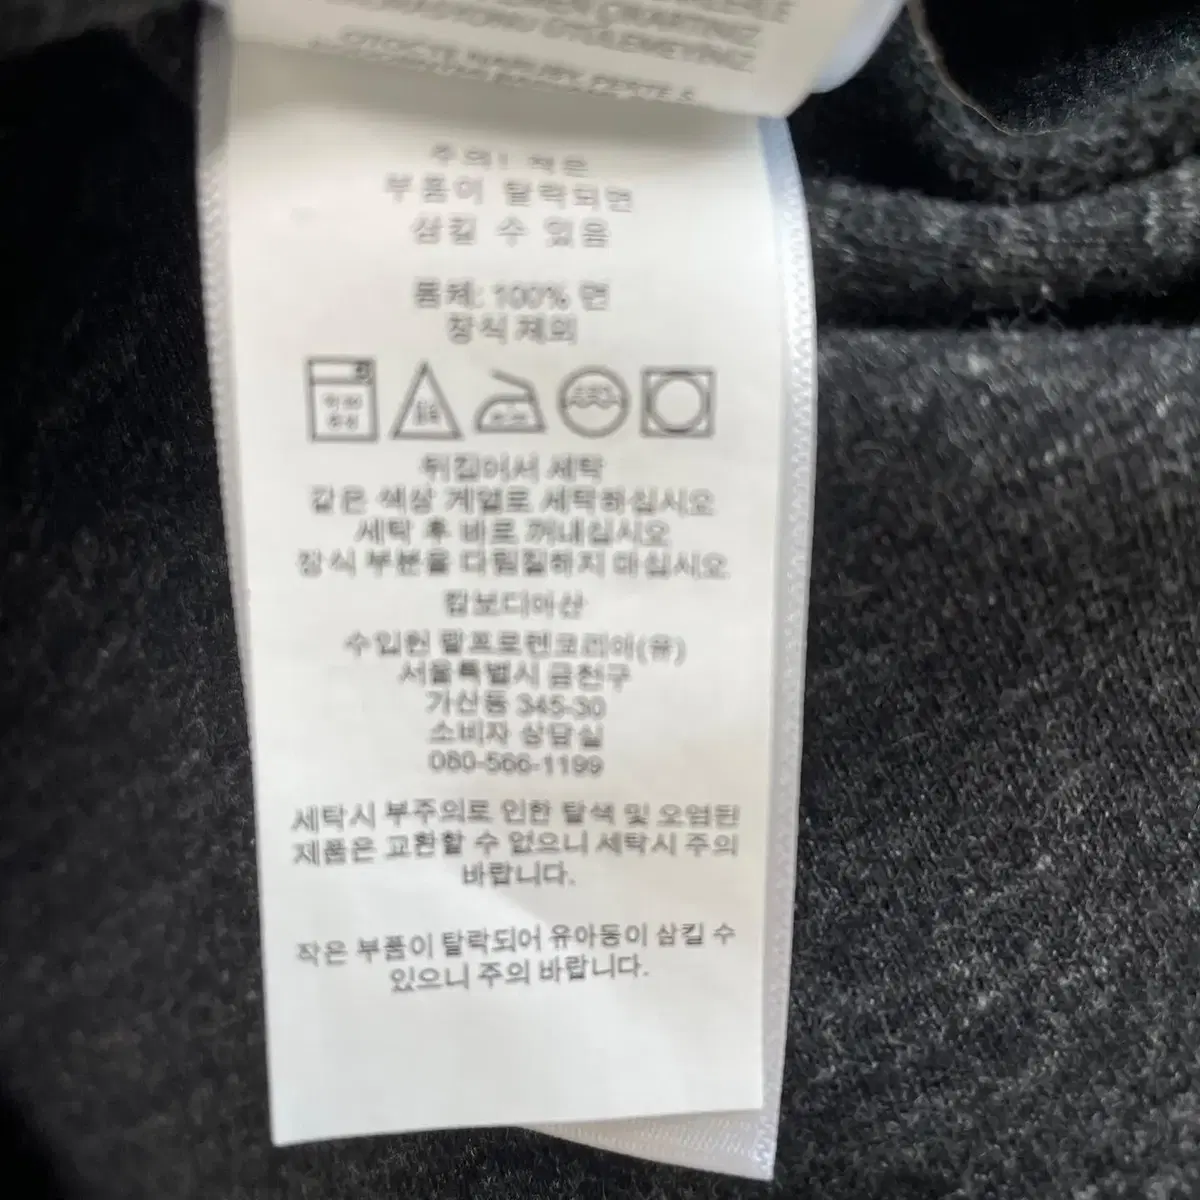 주의! 작은
부품이 탈락되면
삼킬 수 있음
몸체: 100% 면
장식 제외
뒤집어서 세탁
같은 색상 계열로 세탁하십시오
세탁 후 바로 꺼내십시오
장식 부분을 다림질하지 마십시오
캄보디아산
수입원 랄프로렌코리아(유)
서울특별시 금천구
가산동 345-30
소비자 상담실
080-566-1199
세탁시 부주의로 인한 탈색 및 오염된
제품은 교환할 수 없으니 세탁시 주의
바랍니다.
작은 부품이 탈락되어 유아동이 삼킬 수
있으니 주의 바랍니다.